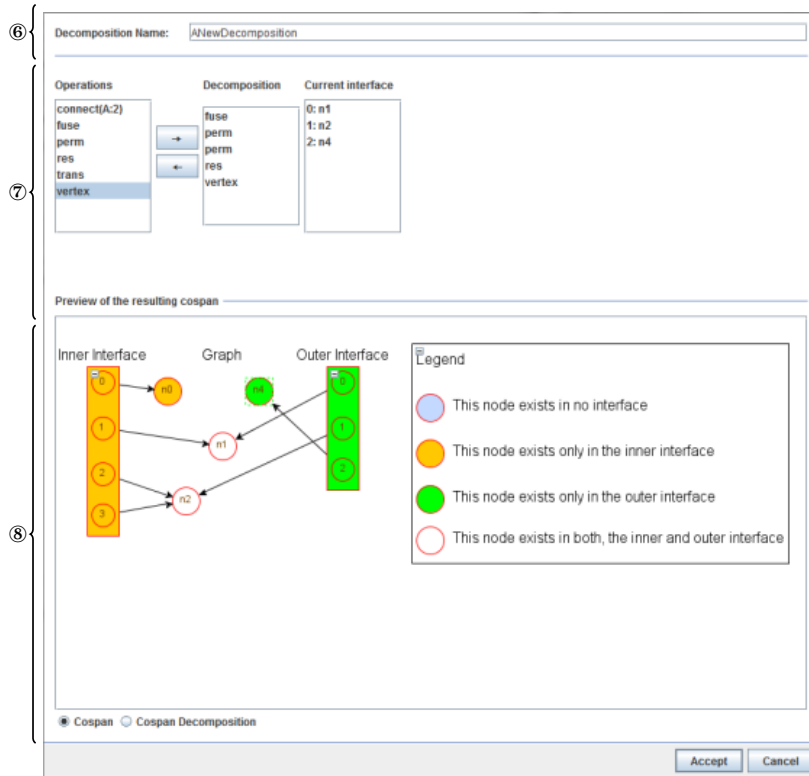 ⑥
Decomposition Name: ANewDecomposition
⑦
Operations Decomposition Current interface
connect(A:2)
fuse
perm
res
trans
vertex
→
←
fuse
perm
perm
res
vertex
0: n1
1: n2
2: n4
Preview of the resulting cospan
⑧
Inner Interface Graph Outer Interface
0
1
2
3
n0
n4
n1
n2
0
1
2
Legend
This node exists in no interface
This node exists only in the inner interface
This node exists only in the outer interface
This node exists in both, the inner and outer interface
Cospan Cospan Decomposition
Accept Cancel